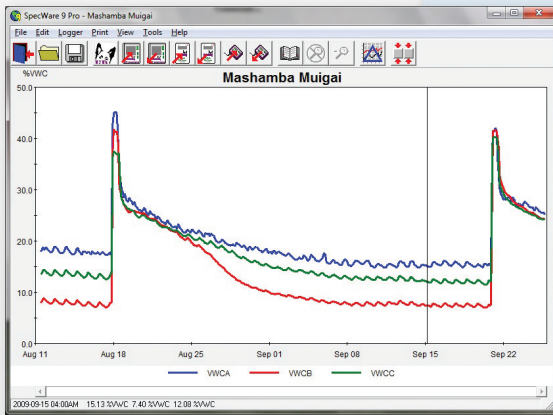 SpecWare 9 Pro - Mashamba Muigai
File Edit Logger Print View Tools Help
Mashamba Muigai
%VWC
50.0
40.0
30.0
20.0
10.0
0.0
Aug 11 Aug 18 Aug 25 Sep 01 Sep 08 Sep 15 Sep 22
VWCA VWCB VWCC
2009-09-15 04:00AM 15.13 %VWC 7.40 %VWC 12.08 %VWC